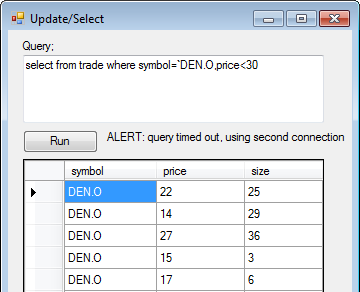 Update/Select
Query;
select from trade where symbol=`DEN.O,price<30
Run
ALERT: query timed out, using second connection
symbol price size
DEN.O 22 25
DEN.O 14 29
DEN.O 27 36
DEN.O 15 3
DEN.O 17 6